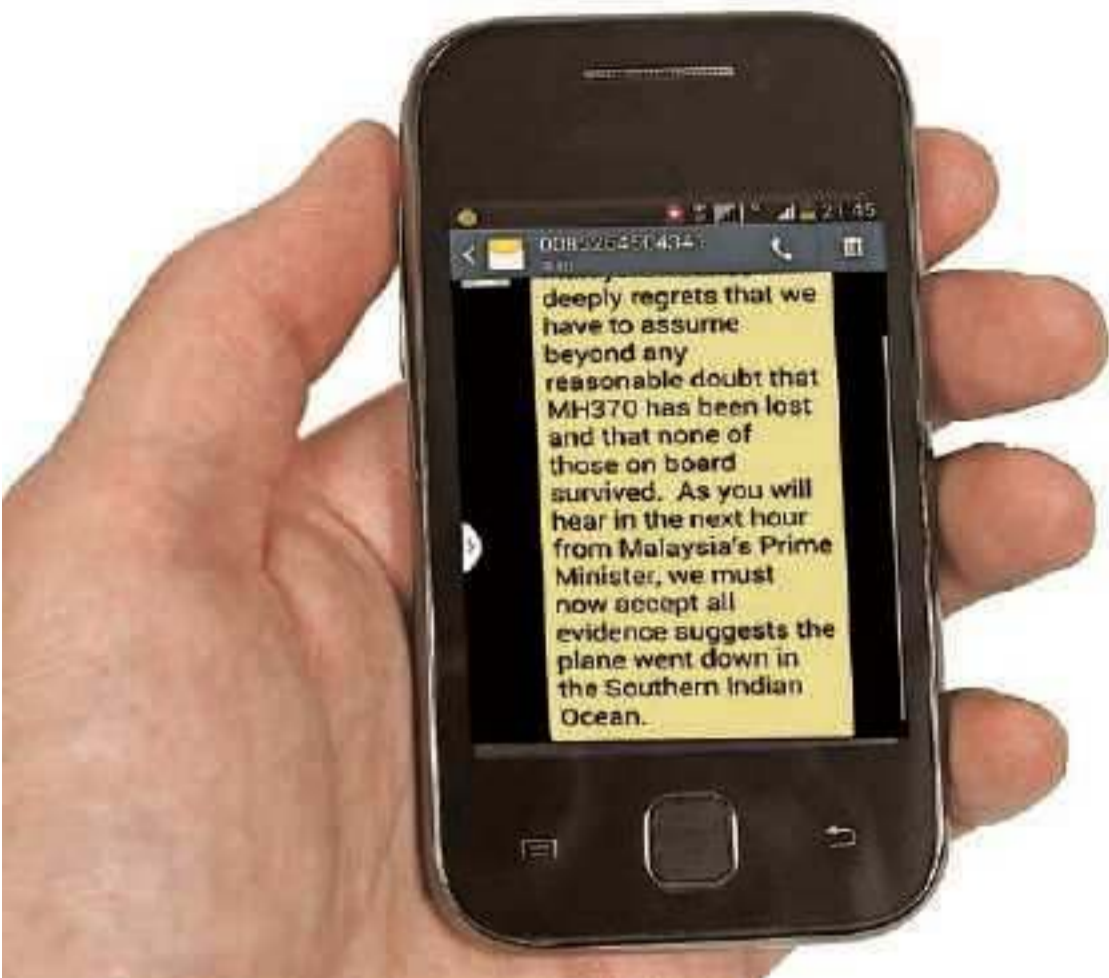 21:45
deeply regrets that we
have to assume
beyond any
reasonable doubt that
MH370 has been lost
and that none of
those on board
survived.  As you will
hear in the next hour
from Malaysia's Prime
Minister, we must
now accept all
evidence suggests the
plane went down in
the Southern Indian
Ocean.